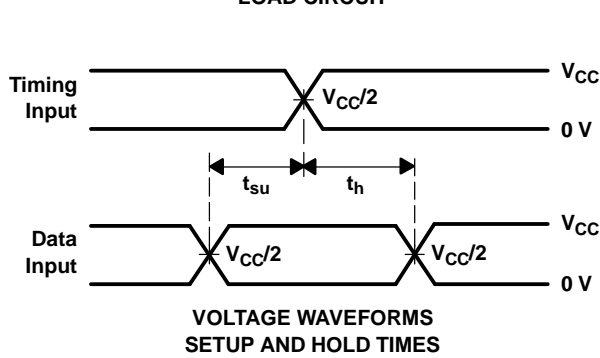 LOAD CIRCUIT
Timing
Input
VCC/2
VCC
0 V
tsu
th
Data
Input
VCC/2
VCC/2
VCC
0 V
VOLTAGE WAVEFORMS
SETUP AND HOLD TIMES